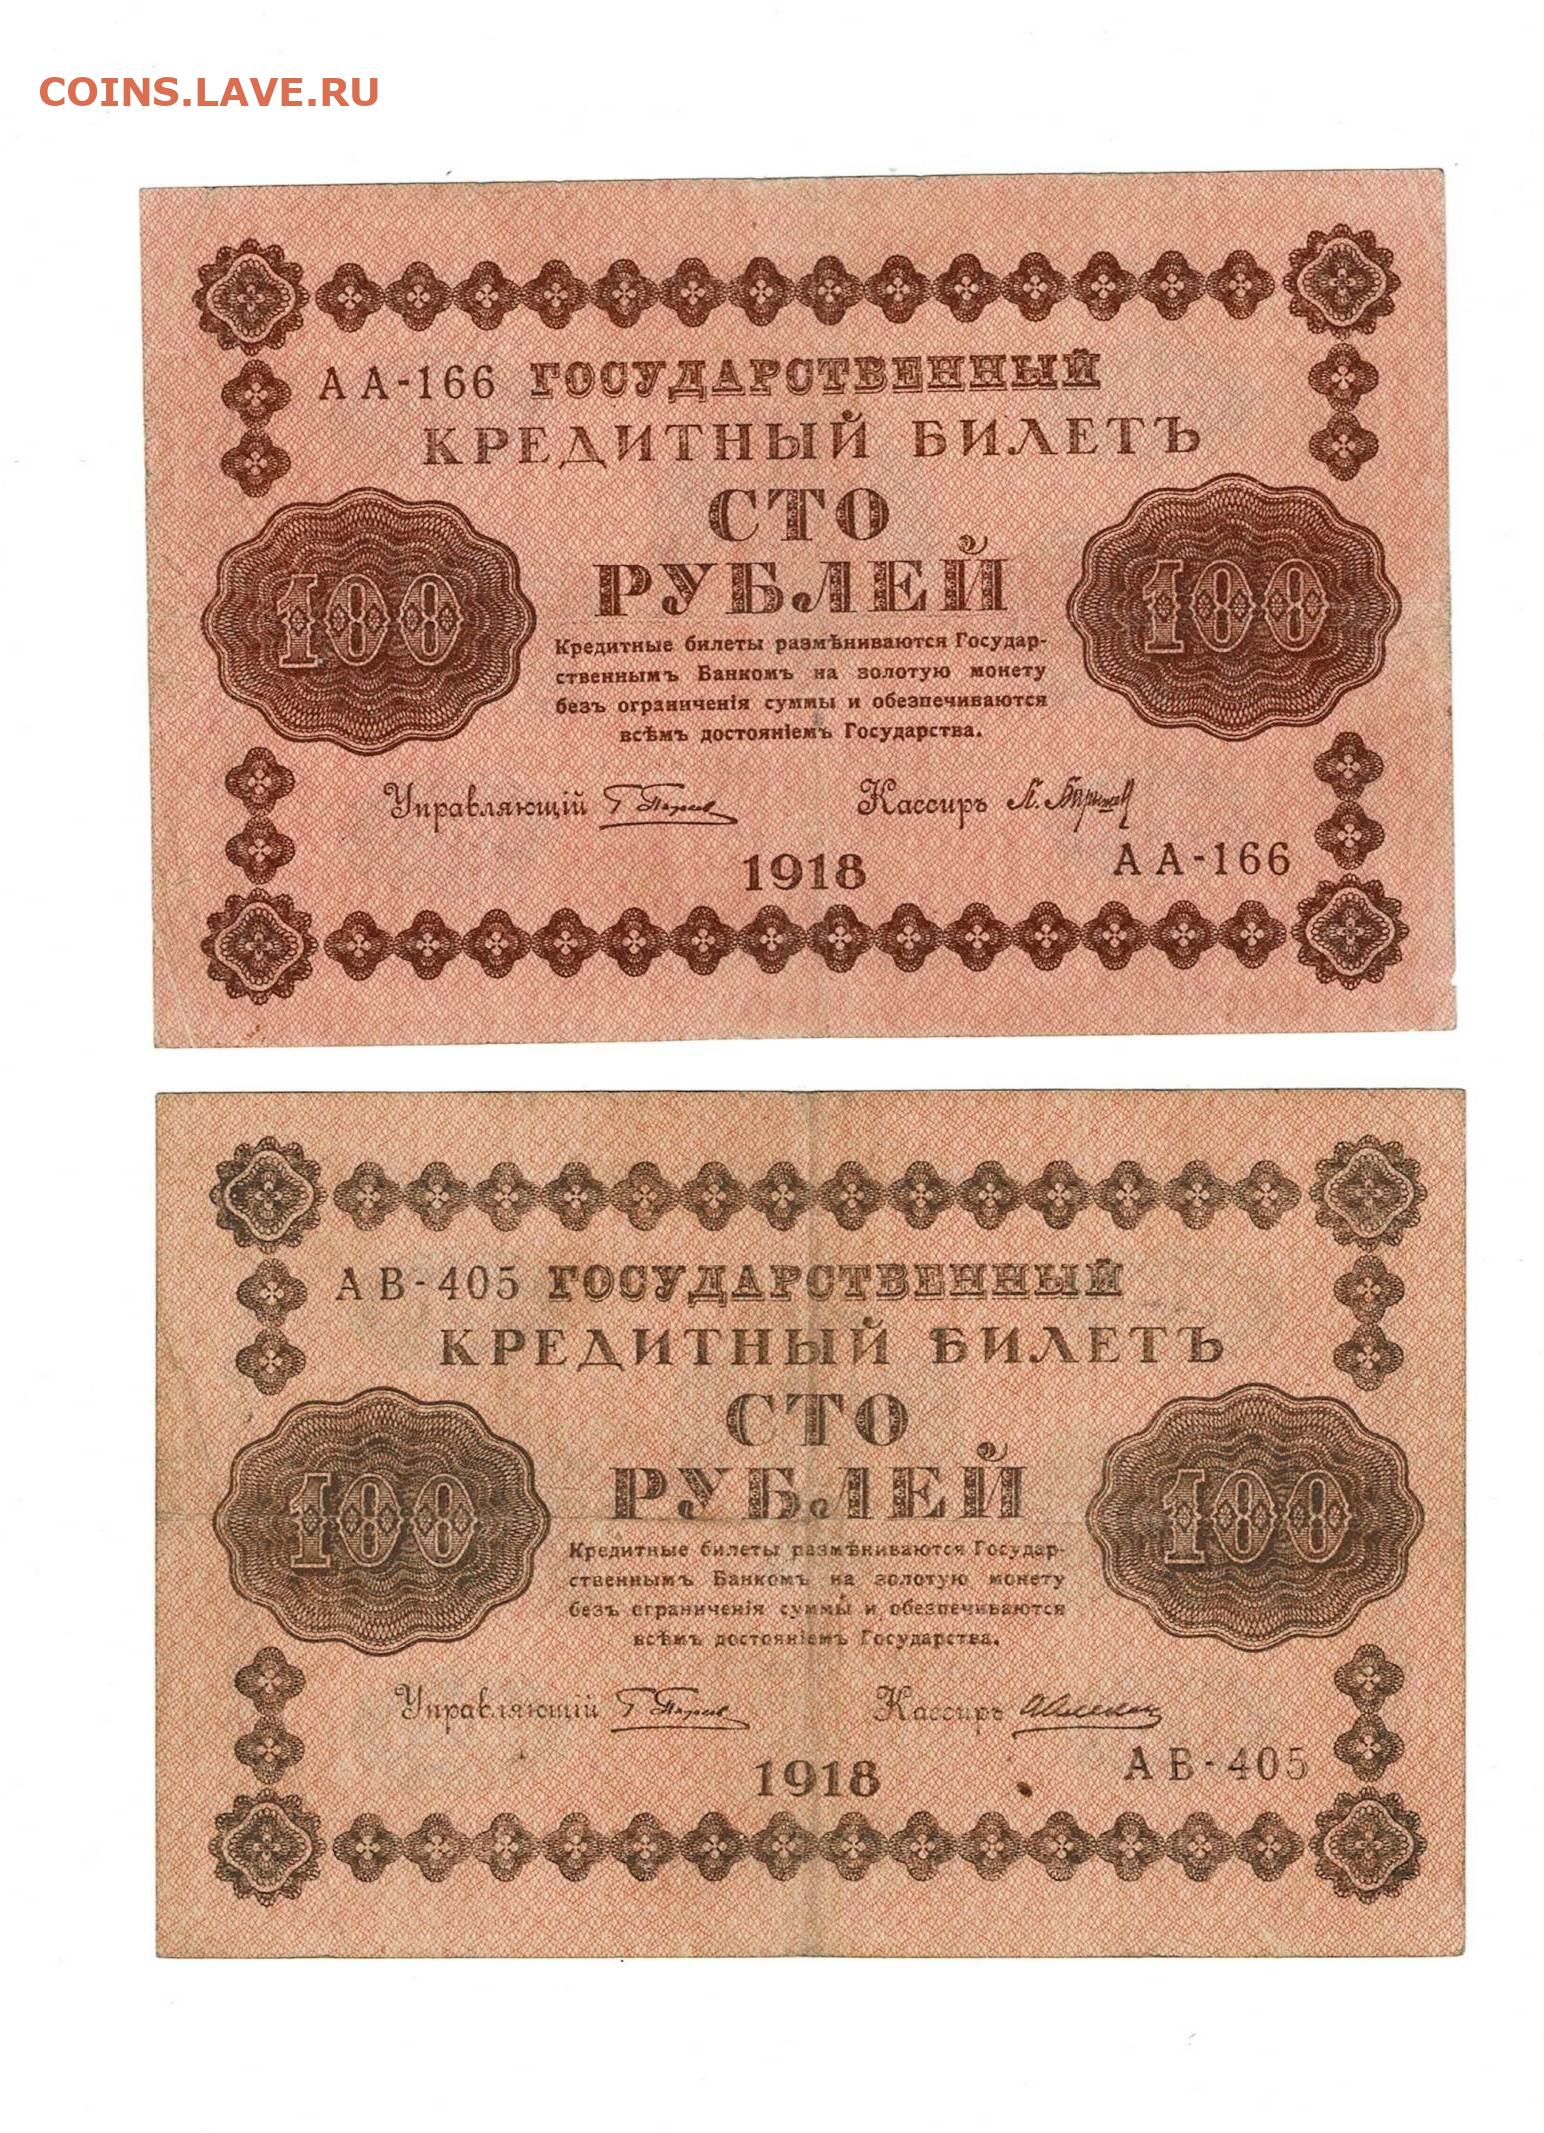 COINS.LAVE.RU
АА-166 ГОСУДАРСТВЕННЫЙ
КРЕДИТНЫЙ БИЛЕТЪ
СТО
100 РУБЛЕЙ 100
Кредитные билеты размѣниваются Государ-
ственнымъ Банкомъ на золотую монету
безъ ограниченія суммы и обезпечиваются
всѣмъ достояніемъ Государства.
Управляющій Кассиръ
1918 АА-166
АВ-405 ГОСУДАРСТВЕННЫЙ
КРЕДИТНЫЙ БИЛЕТЪ
СТО
100 РУБЛЕЙ 100
Кредитные билеты размѣниваются Государ-
ственнымъ Банкомъ на золотую монету
безъ ограниченія суммы и обезпечиваются
всѣмъ достояніемъ Государства.
Управляющій Кассиръ
1918 АВ-405